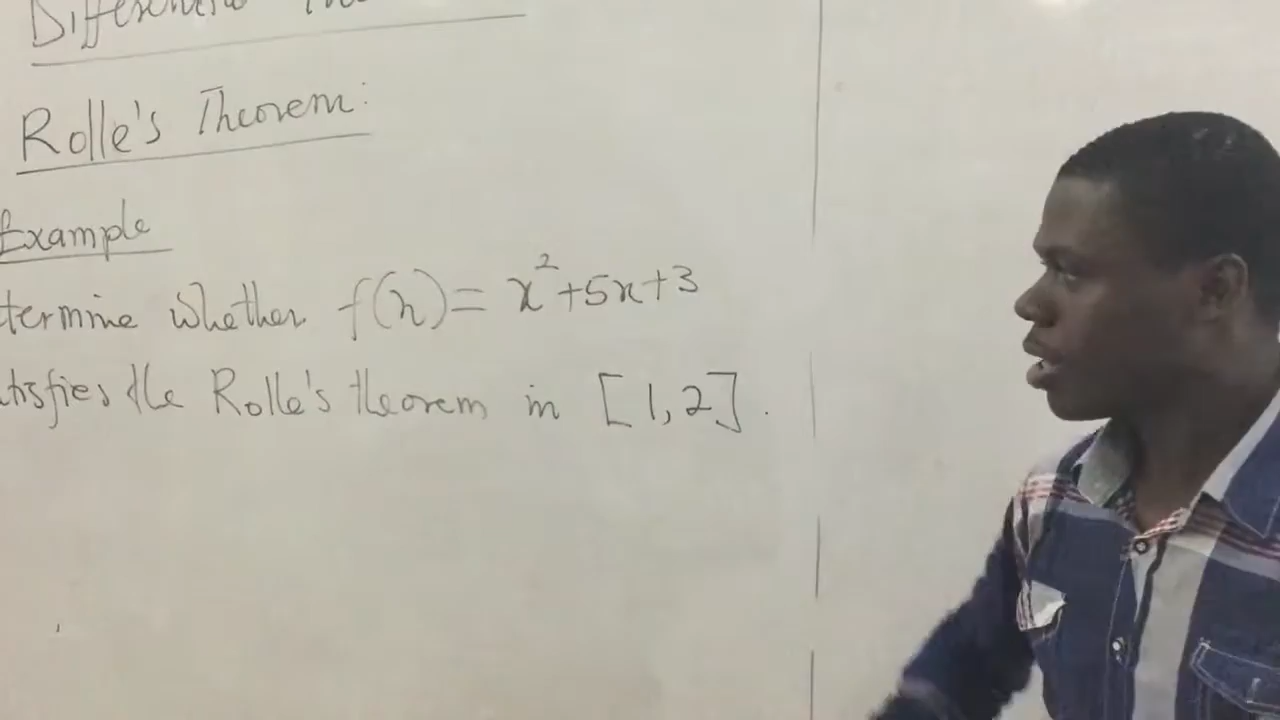 Rolle's Theorem:
Example
termine whether f(x)= x²+5x+3
tisfies the Rolle's theorem in [1,2].